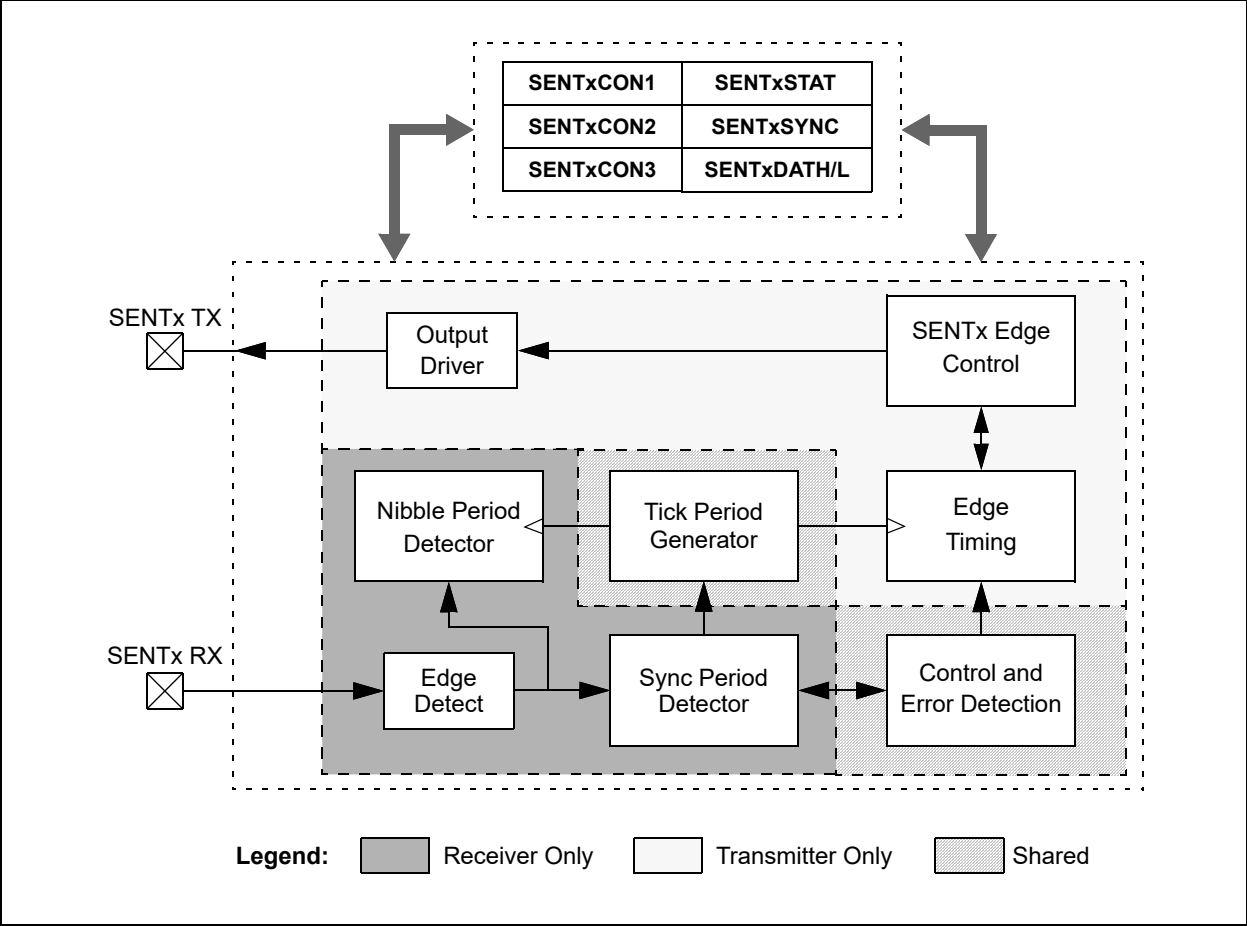 SENTxCON1
SENTxSTAT
SENTxCON2
SENTxSYNC
SENTxCON3
SENTxDATH/L
SENTx TX
Output
Driver
SENTx Edge
Control
Nibble Period
Detector
Tick Period
Generator
Edge
Timing
SENTx RX
Edge
Detect
Sync Period
Detector
Control and
Error Detection
Legend:
Receiver Only
Transmitter Only
Shared